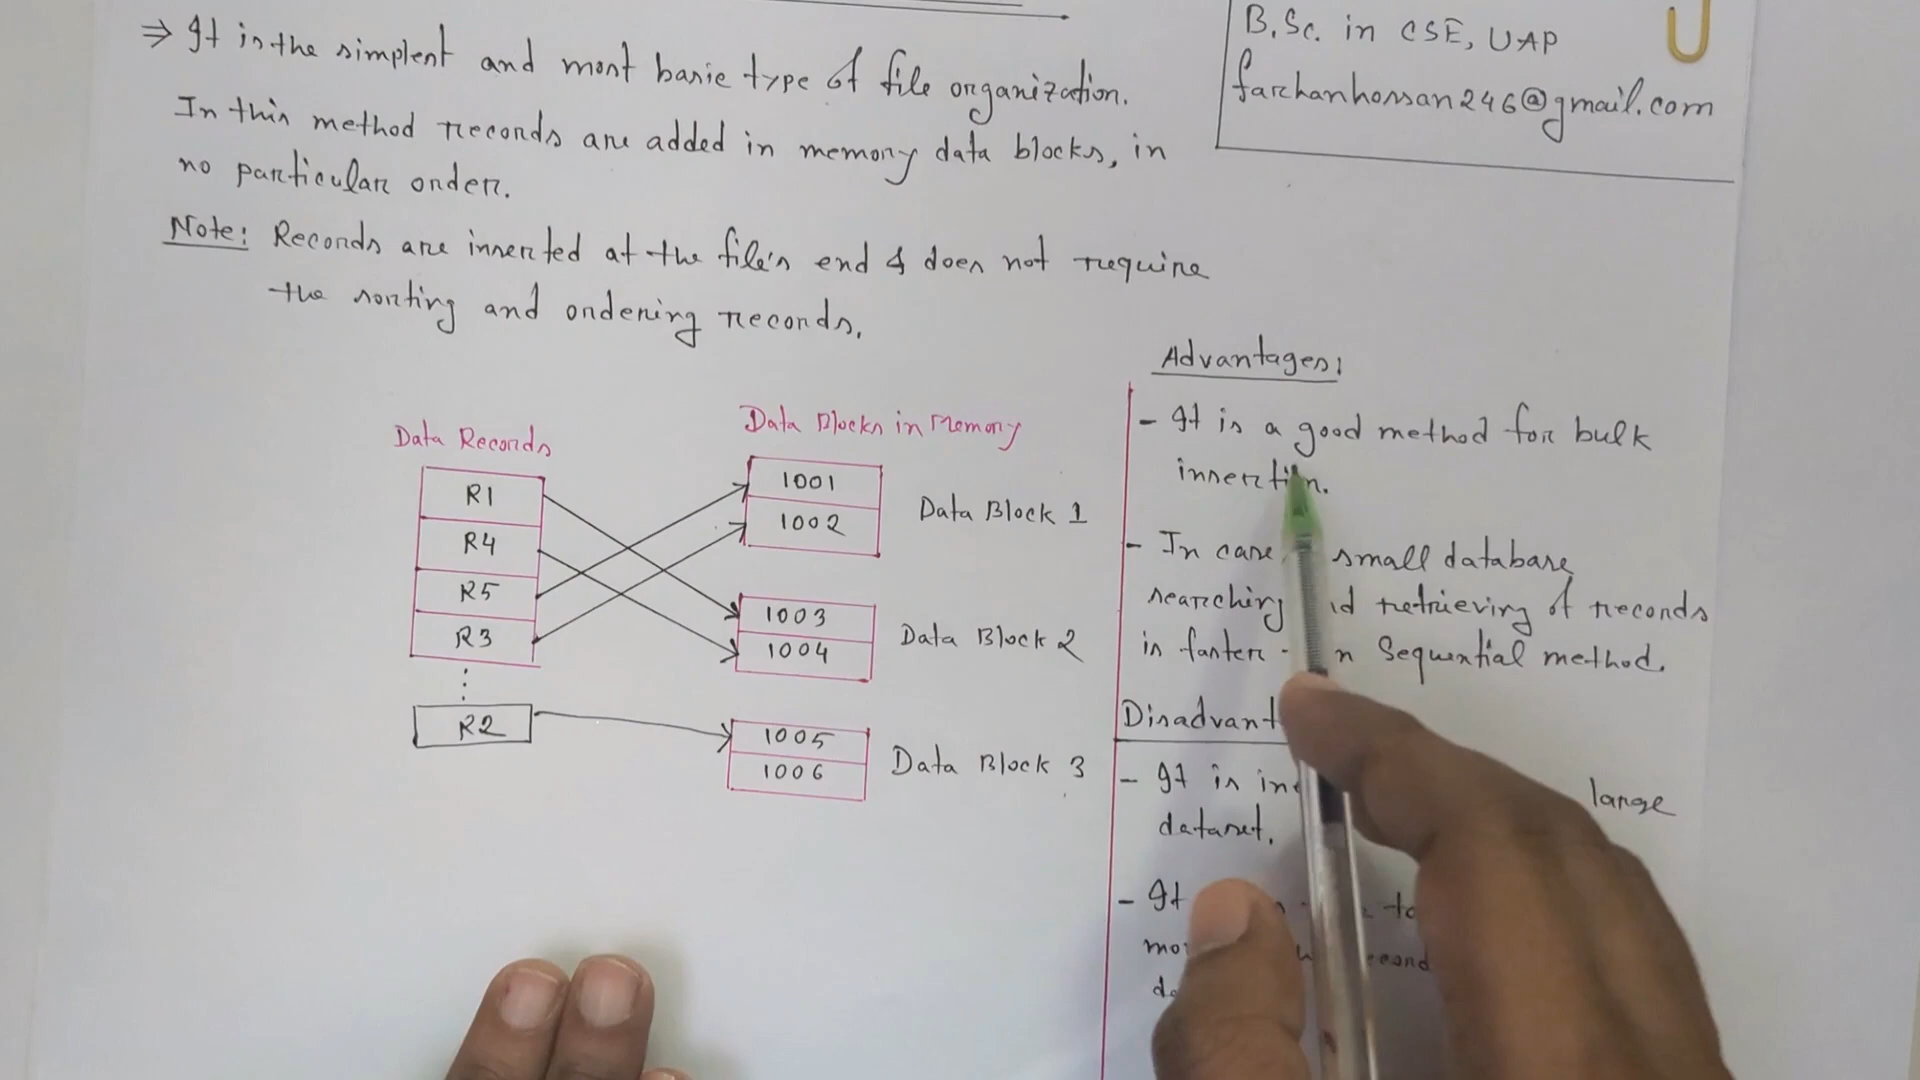 ⇒ It is the simplest and most basic type of file organization.
In this method records are added in memory data blocks, in
no particular order.
Note: Records are inserted at the file's end & does not require
the sorting and ordering records.
B.Sc. in CSE, UAP
farhanhossan246@gmail.com
Data Records
R1
R4
R5
R3
R2
Data Blocks in Memory
1001
1002
Data Block 1
1003
1004
Data Block 2
1005
1006
Data Block 3
Advantages:
- It is a good method for bulk
insertion.
- In case small database
searching retrieving of records
is faster Sequential method.
- It is large
dataset.
- It